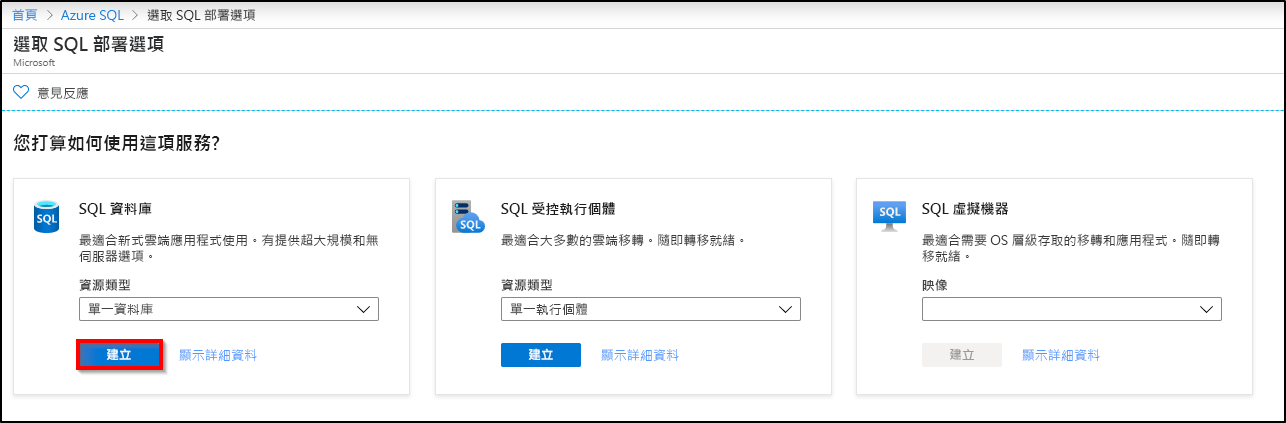 首頁 > Azure SQL > 選取 SQL 部署選項
選取 SQL 部署選項
Microsoft
意見反應
您打算如何使用這項服務?
SQL
SQL 資料庫
最適合新式雲端應用程式使用。有提供超大規模和無
伺服器選項。
資源類型
單一資料庫
建立 顯示詳細資料
SQL
SQL 受控執行個體
最適合大多數的雲端移轉。隨即轉移就緒。
資源類型
單一執行個體
建立 顯示詳細資料
SQL
SQL 虛擬機器
最適合需要 OS 層級存取的移轉和應用程式。隨即轉
移就緒。
映像
建立 顯示詳細資料